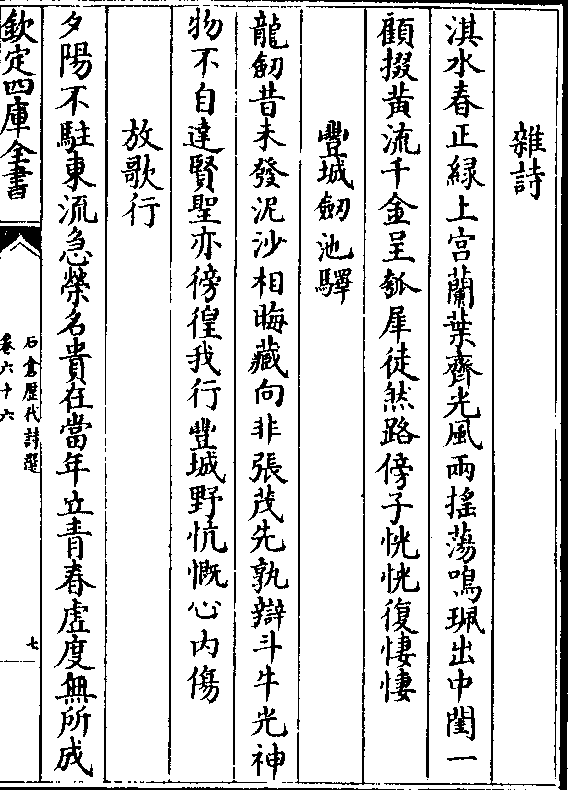 雜詩
淇水春正緑上宫蘭葉齊光風兩搖蕩鳴珮出中閨一
顧掇黄流千金呈瓠犀徒然路傍子恍恍復悽悽
豐城劒池驛
龍劒昔未發泥沙相晦藏向非張茂先孰辯斗牛光神
物不自達賢聖亦徬徨我行豐城野忼慨心内傷
放歌行
夕陽不駐東流急榮名貴在當年立青春虚度無所成
欽定四庫全書
石倉歴代詩選
卷六十六
七